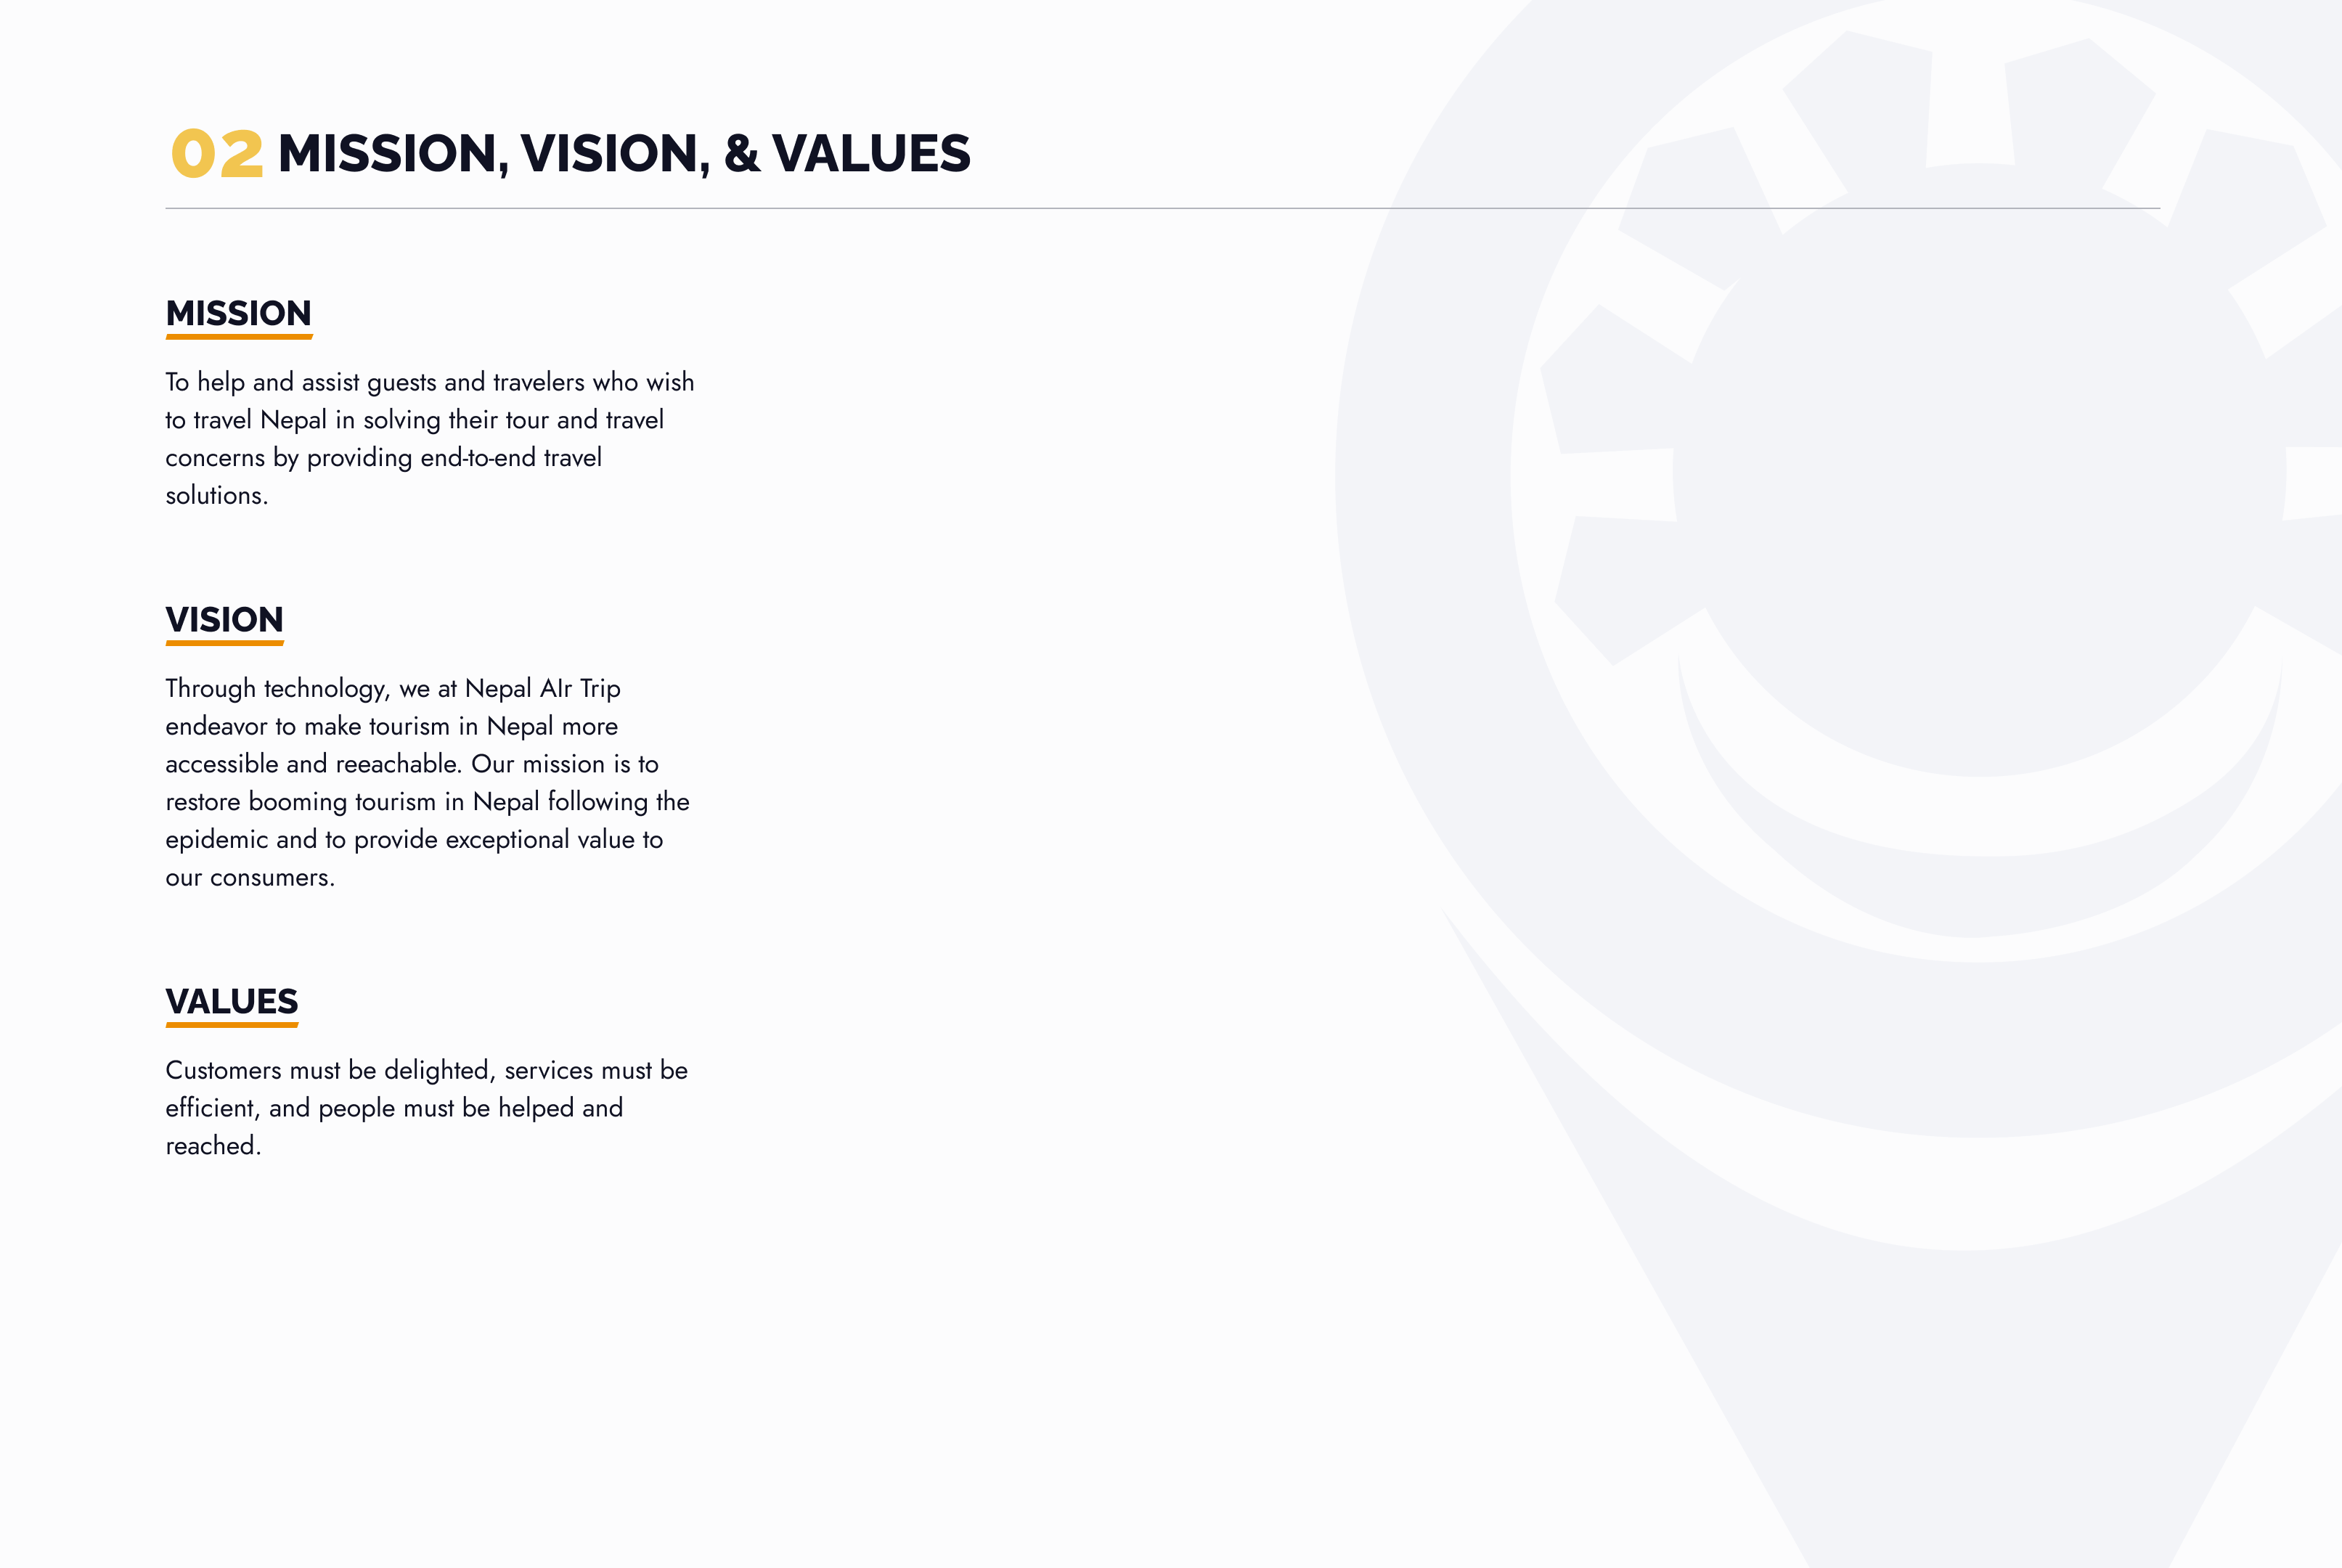 02 MISSION, VISION, & VALUES
MISSION
To help and assist guests and travelers who wish
to travel Nepal in solving their tour and travel
concerns by providing end-to-end travel
solutions.
VISION
Through technology, we at Nepal AIr Trip
endeavor to make tourism in Nepal more
accessible and reeachable. Our mission is to
restore booming tourism in Nepal following the
epidemic and to provide exceptional value to
our consumers.
VALUES
Customers must be delighted, services must be
efficient, and people must be helped and
reached.